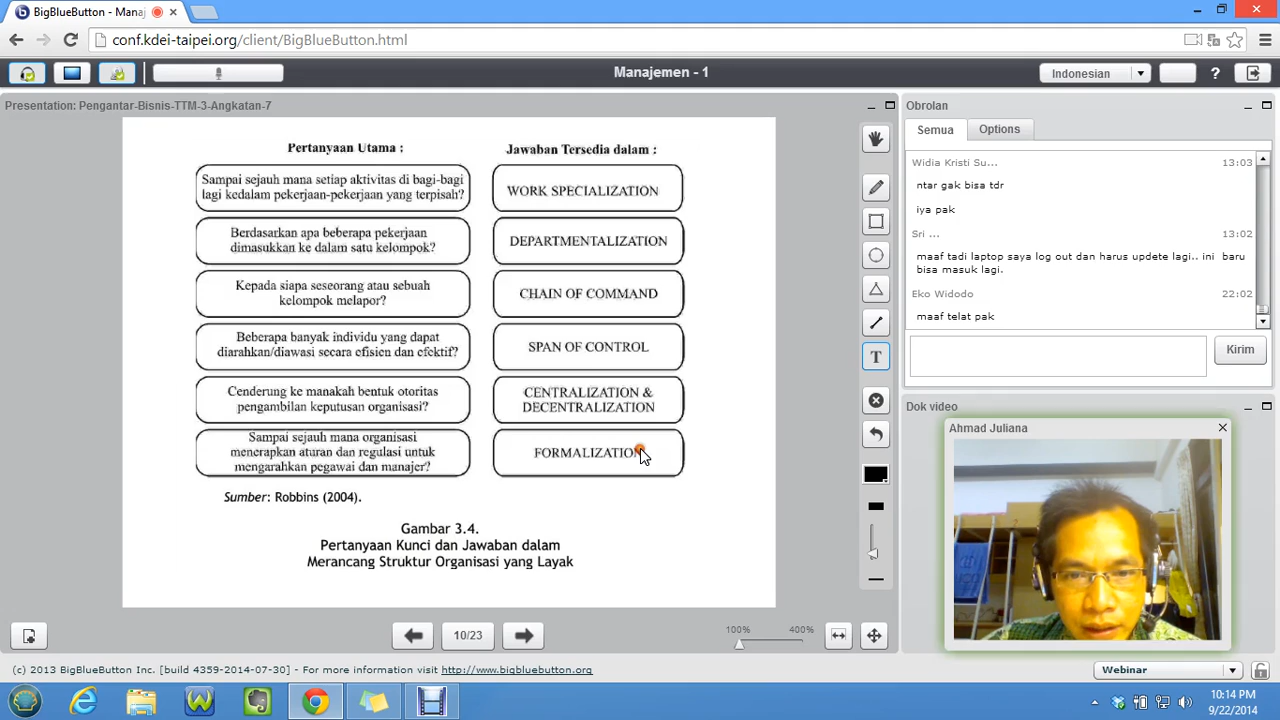 BigBlueButton - Manaj
conf.kdei-taipei.org/client/BigBlueButton.html
Manajemen - 1
Indonesian
?
Presentation: Pengantar-Bisnis-TTM-3-Angkatan-7
Pertanyaan Utama :
Jawaban Tersedia dalam :
Sampai sejauh mana setiap aktivitas di bagi-bagi
lagi kedalam pekerjaan-pekerjaan yang terpisah?
WORK SPECIALIZATION
Berdasarkan apa beberapa pekerjaan
dimasukkan ke dalam satu kelompok?
DEPARTMENTALIZATION
Kepada siapa seseorang atau sebuah
kelompok melapor?
CHAIN OF COMMAND
Beberapa banyak individu yang dapat
diarahkan/diawasi secara efisien dan efektif?
SPAN OF CONTROL
Cenderung ke manakah bentuk otoritas
pengambilan keputusan organisasi?
CENTRALIZATION &
DECENTRALIZATION
Sampai sejauh mana organisasi
menerapkan aturan dan regulasi untuk
mengarahkan pegawai dan manajer?
FORMALIZATION
Sumber: Robbins (2004).
Gambar 3.4.
Pertanyaan Kunci dan Jawaban dalam
Merancang Struktur Organisasi yang Layak
T
10/23
100%
400%
Obrolan
Semua
Options
Widia Kristi Su...
13:03
ntar gak bisa tdr
iya pak
Sri ...
13:02
maaf tadi laptop saya log out dan harus updete lagi.. ini baru
bisa masuk lagi.
Eko Widodo
22:02
maaf telat pak
Kirim
Dok video
Ahmad Juliana
(c) 2013 BigBlueButton Inc. [build 4359-2014-07-30] - For more information visit http://www.bigbluebutton.org
Webinar
10:14 PM
9/22/2014